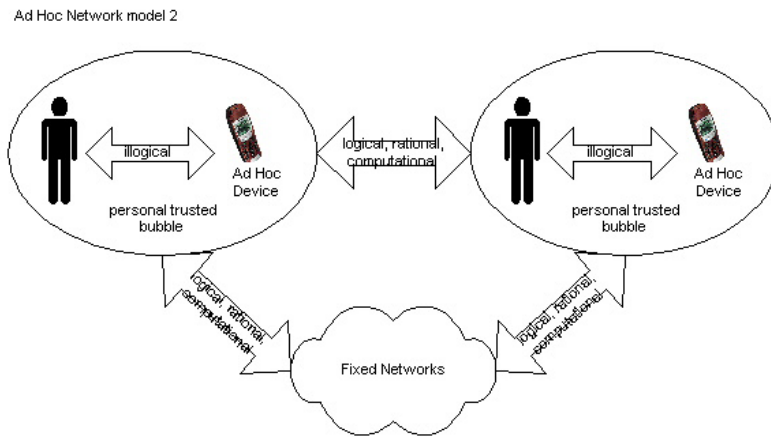 Ad Hoc Network model 2
illogical
Ad Hoc
Device
personal trusted
bubble
logical, rational,
computational
illogical
Ad Hoc
Device
personal trusted
bubble
logical, rational,
computational
Fixed Networks
logical, rational,
computational